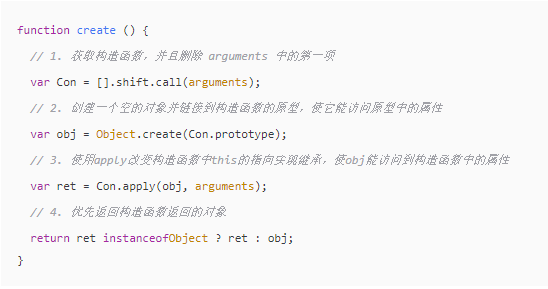 function create () {
// 1. 获取构造函数，并且删除 arguments 中的第一项
var Con = [].shift.call(arguments);
// 2. 创建一个空的对象并链接到构造函数的原型，使它能访问原型中的属性
var obj = Object.create(Con.prototype);
// 3. 使用apply改变构造函数中this的指向实现继承，使obj能访问到构造函数中的属性
var ret = Con.apply(obj, arguments);
// 4. 优先返回构造函数返回的对象
return ret instanceofObject ? ret : obj;
}